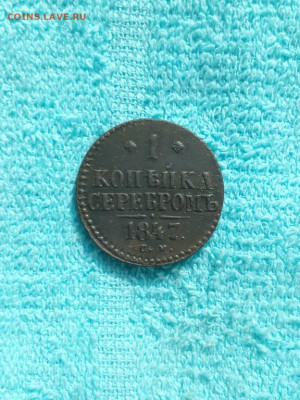 COINS.LAVE.RU
1
КОПѢЙКА
СЕРЕБРОМЪ
1847.
С. М.